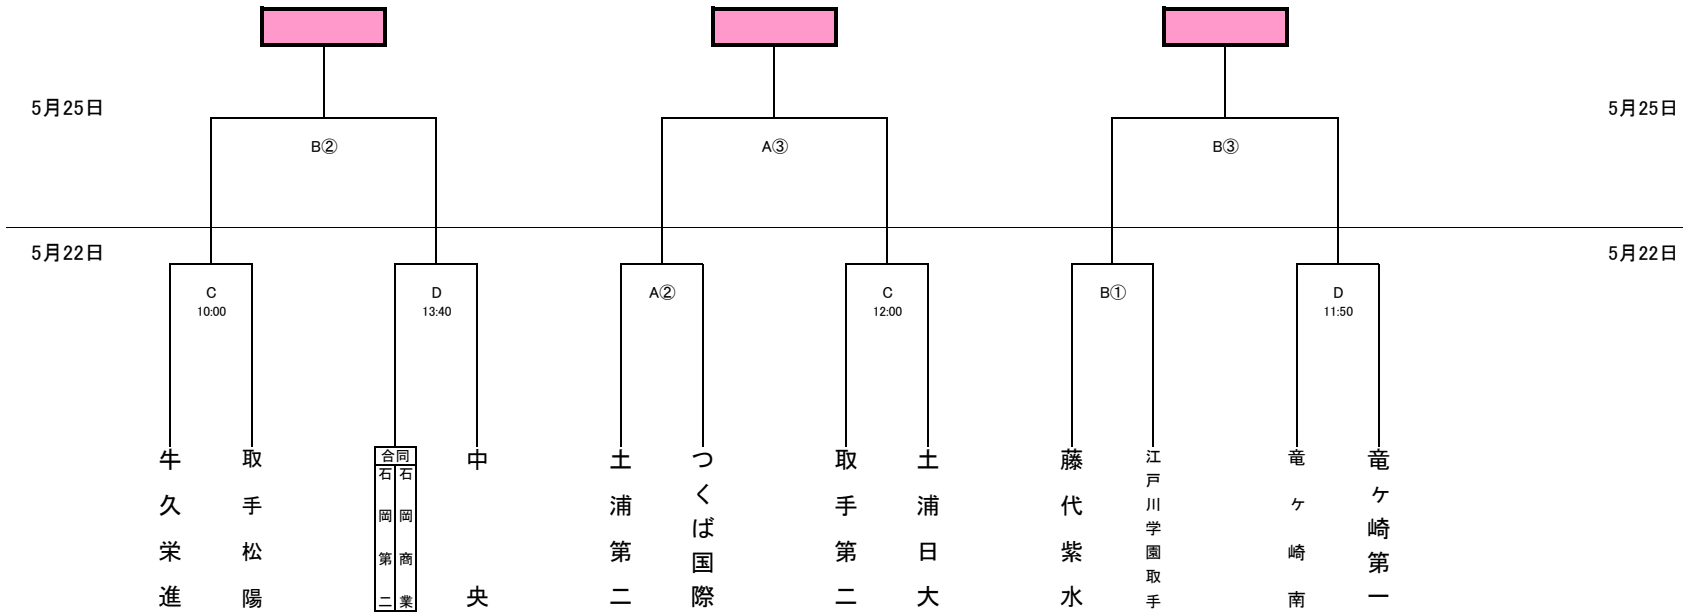 5月25日
5月25日
B②
A③
B③
5月22日
5月22日
C
10:00
D
13:40
A②
C
12:00
B①
D
11:50
牛久栄進
取手松陽
合同
石岡第二
石岡商業
中央
土浦第二
つくば国際
取手第二
土浦日大
藤代紫水
江戸川学園取手
竜ケ崎南
竜ヶ崎第一